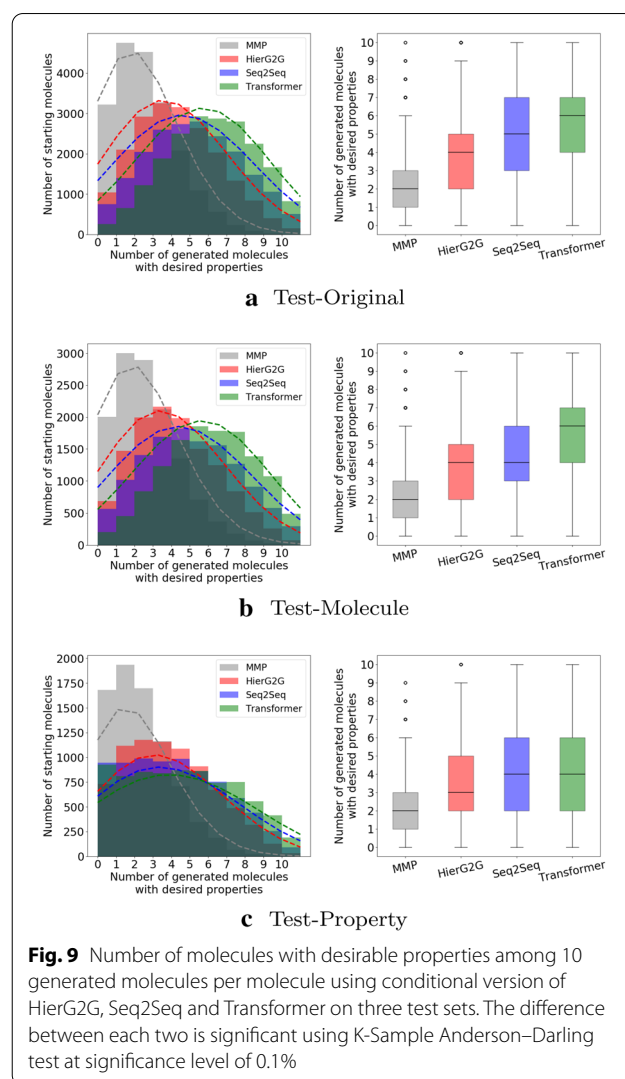 4000
3000
2000
1000
0
Number of starting molecules
MMP
HierG2G
Seq2Seq
Transformer
0 1 2 3 4 5 6 7 8 9 10
Number of generated molecules
with desired properties
10
9
8
7
6
5
4
3
2
1
0
Number of generated molecules
with desired properties
MMP HierG2G Seq2Seq Transformer
a Test-Original
3000
2500
2000
1500
1000
500
0
Number of starting molecules
MMP
HierG2G
Seq2Seq
Transformer
0 1 2 3 4 5 6 7 8 9 10
Number of generated molecules
with desired properties
10
9
8
7
6
5
4
3
2
1
0
Number of generated molecules
with desired properties
MMP HierG2G Seq2Seq Transformer
b Test-Molecule
2000
1750
1500
1250
1000
750
500
250
0
Number of starting molecules
MMP
HierG2G
Seq2Seq
Transformer
0 1 2 3 4 5 6 7 8 9 10
Number of generated molecules
with desired properties
10
9
8
7
6
5
4
3
2
1
0
Number of generated molecules
with desired properties
MMP HierG2G Seq2Seq Transformer
c Test-Property
Fig. 9 Number of molecules with desirable properties among 10
generated molecules per molecule using conditional version of
HierG2G, Seq2Seq and Transformer on three test sets. The difference
between each two is significant using K-Sample Anderson–Darling
test at significance level of 0.1%